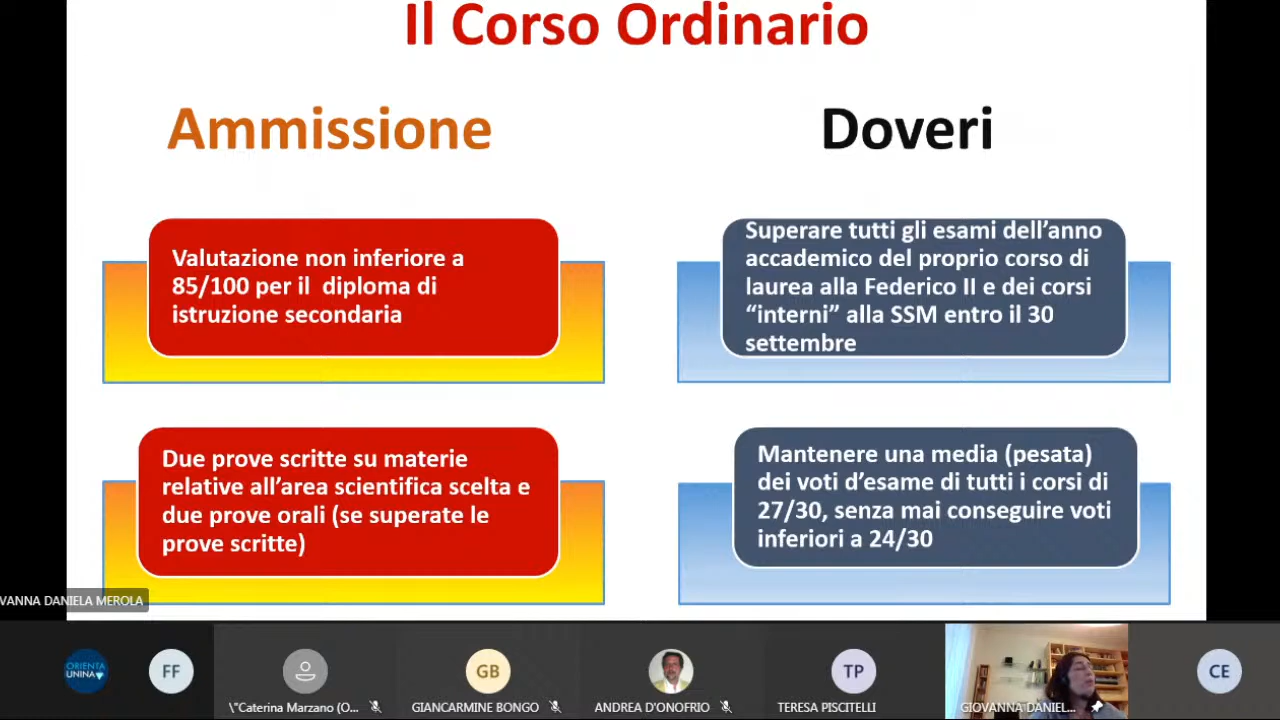 Il Corso Ordinario
Ammissione
Doveri
Valutazione non inferiore a
85/100 per il diploma di
istruzione secondaria
Superare tutti gli esami dell'anno
accademico del proprio corso di
laurea alla Federico II e dei corsi
“interni” alla SSM entro il 30
settembre
Due prove scritte su materie
relative all'area scientifica scelta e
due prove orali (se superate le
prove scritte)
Mantenere una media (pesata)
dei voti d'esame di tutti i corsi di
27/30, senza mai conseguire voti
inferiori a 24/30
VANNA DANIELA MEROLA
ORIENTA
UNINA
FF
GB
TP
CE
\"Caterina Marzano (O...
GIANCARMINE BONGO
ANDREA D'ONOFRIO
TERESA PISCITELLI
GIOVANNA DANIEL...